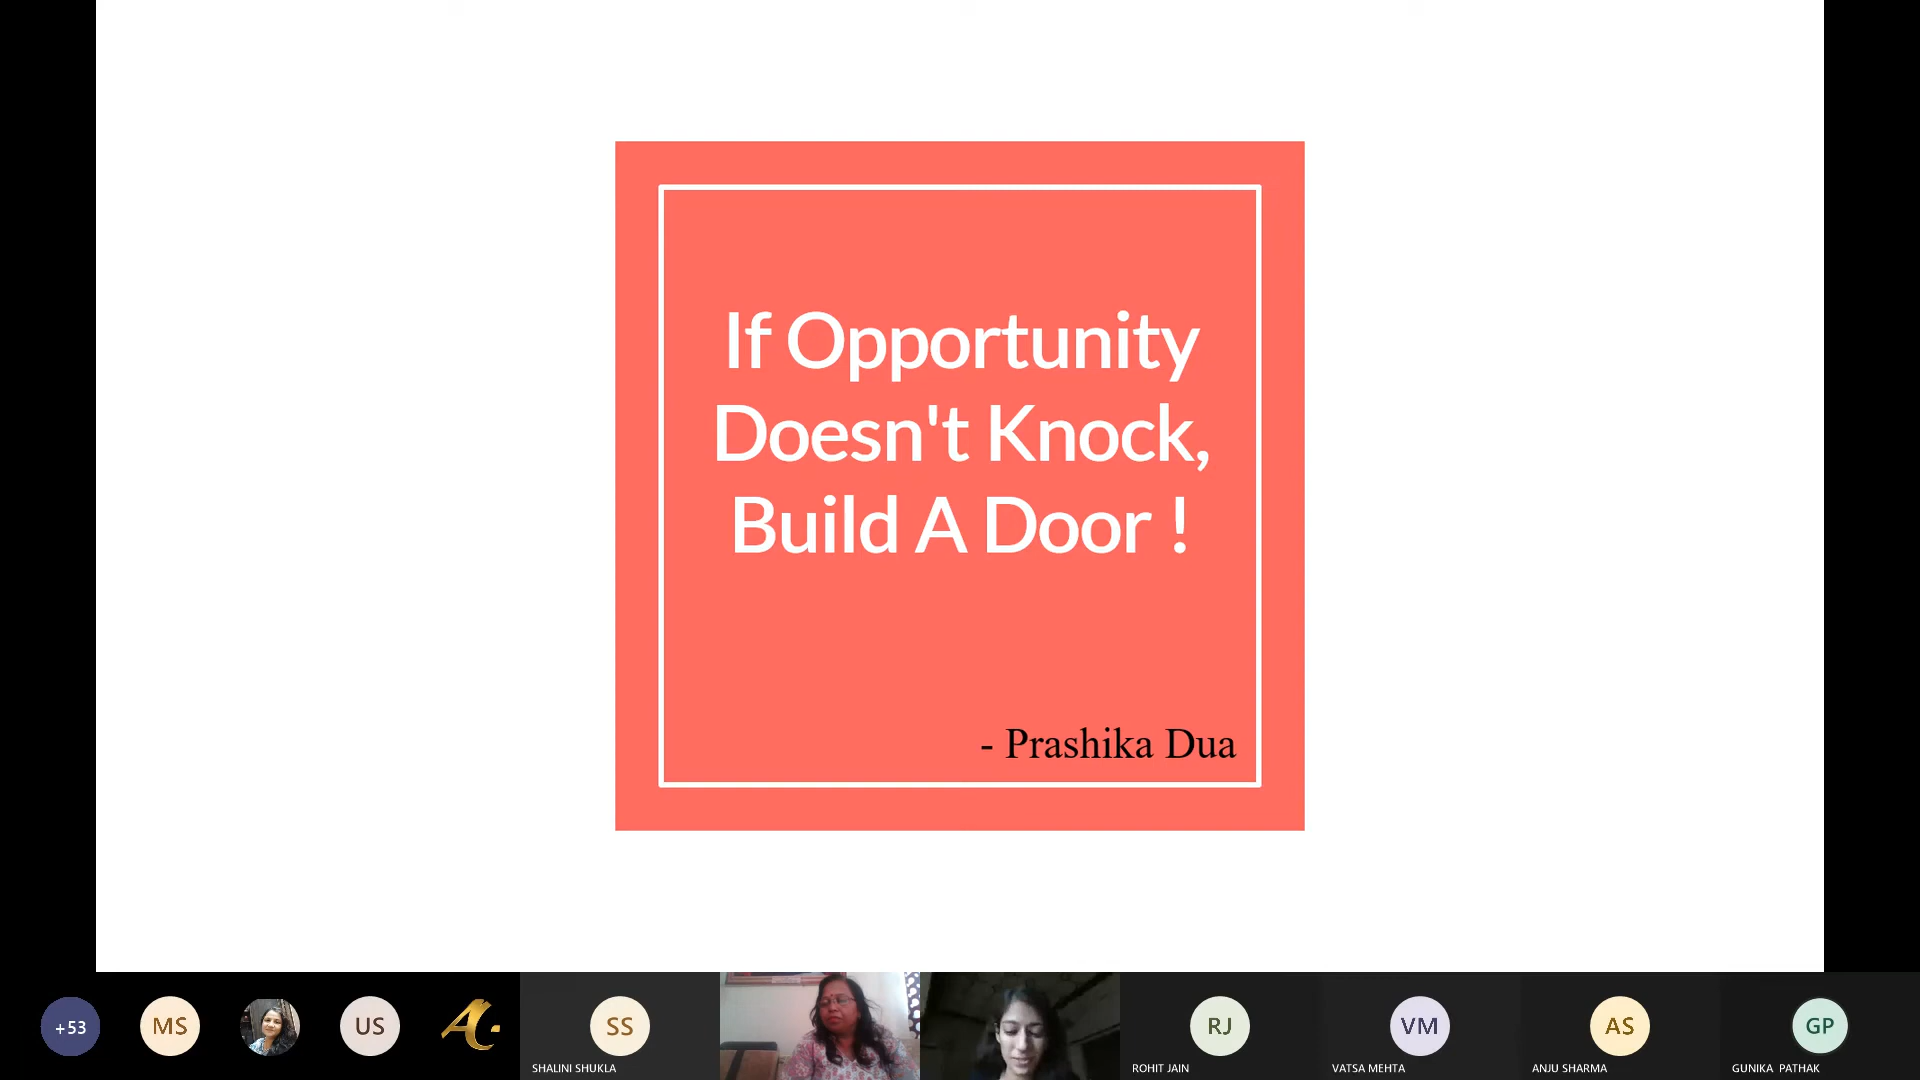 If Opportunity
Doesn't Knock,
Build A Door !
- Prashika Dua
+53
MS
US
AC
SS
SHALINI SHUKLA
RJ
ROHIT JAIN
VM
VATSA MEHTA
AS
ANJU SHARMA
GP
GUNIKA PATHAK